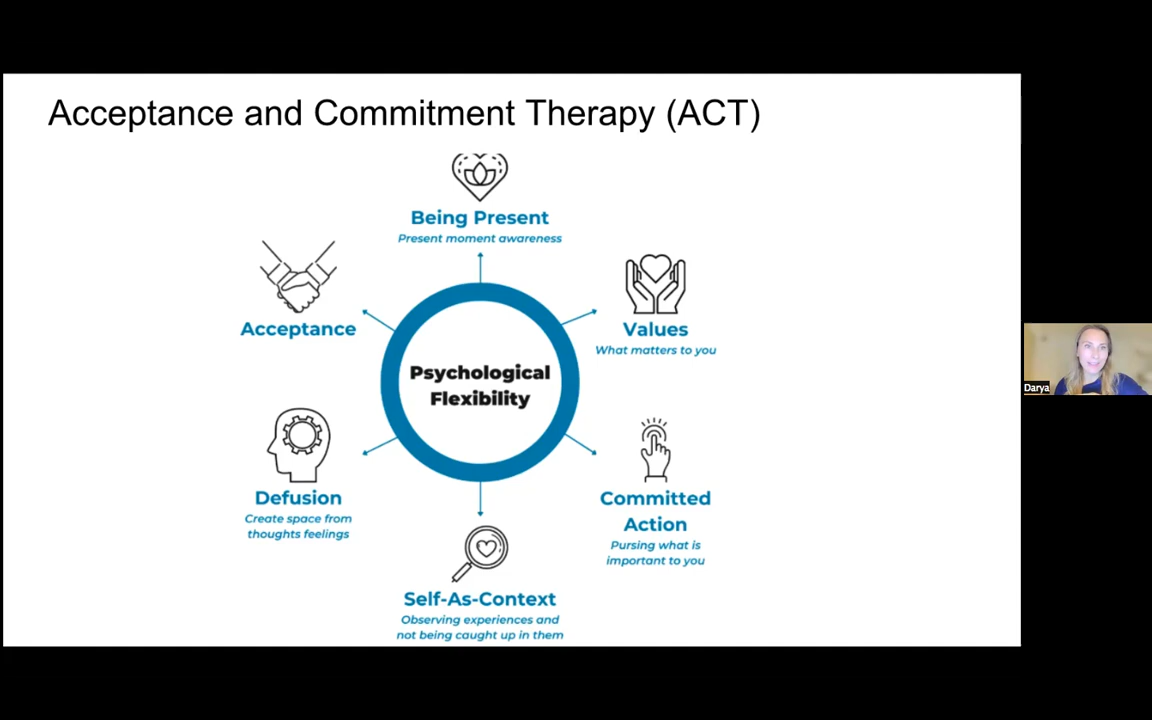 Acceptance and Commitment Therapy (ACT)
Being Present
Present moment awareness
Acceptance
Values
What matters to you
Psychological
Flexibility
Defusion
Create space from
thoughts feelings
Committed
Action
Pursing what is
important to you
Self-As-Context
Observing experiences and
not being caught up in them
Darya